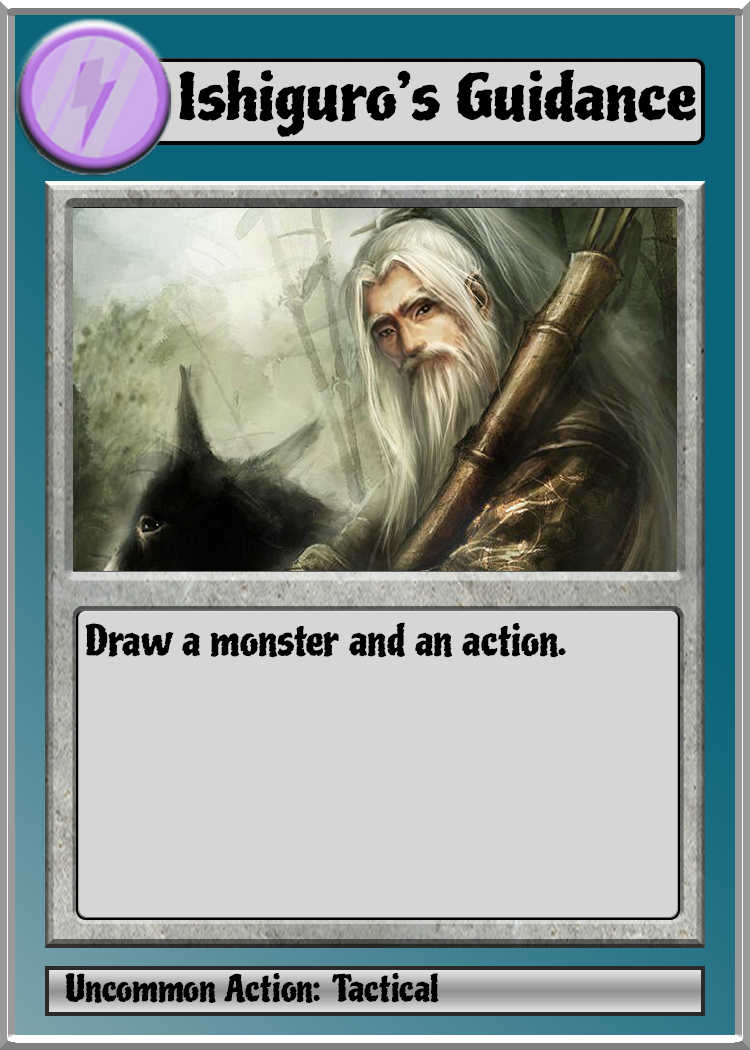 Ishiguro's Guidance
Draw a monster and an action.
Uncommon Action: Tactical